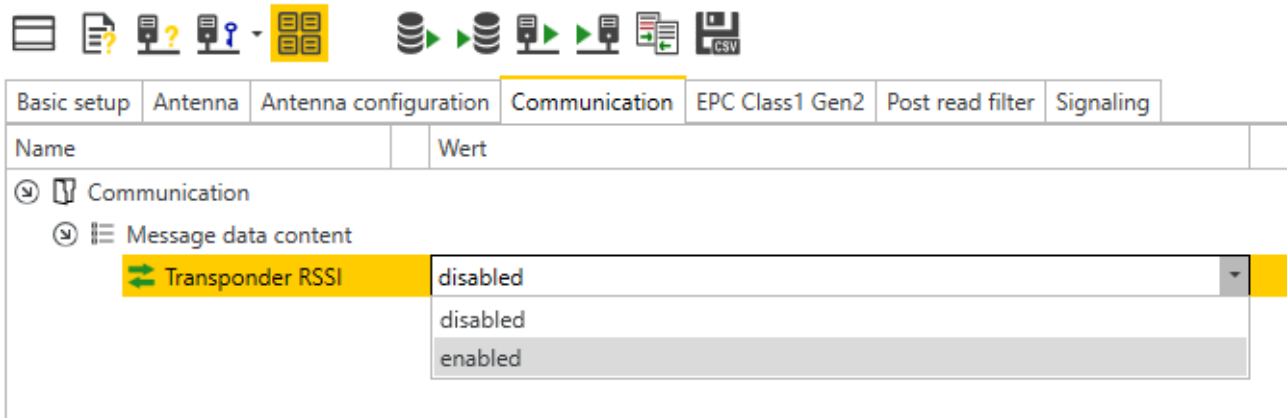 CSV
Basic setup Antenna Antenna configuration Communication EPC Class1 Gen2 Post read filter Signaling
Name Wert
Communication
Message data content
Transponder RSSI disabled
disabled
enabled